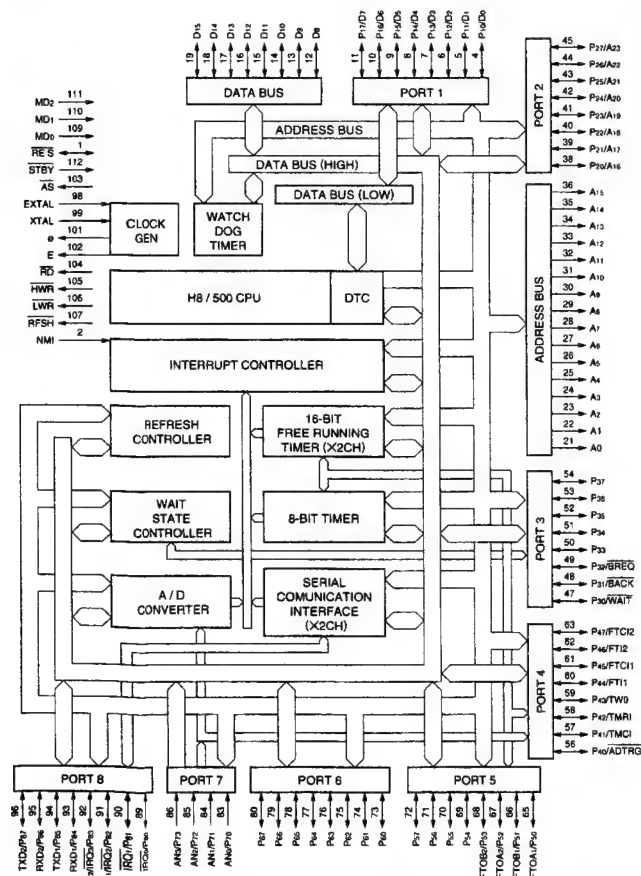 19 D15
18 D14
17 D13
16 D12
15 D11
14 D10
13 D9
12 D8
11 P17/D7
10 P16/D6
9 P15/D5
8 P14/D4
7 P13/D3
6 P12/D2
5 P11/D1
4 P10/D0
DATA BUS
PORT 1
PORT 2
45 P27/A23
44 P26/A22
43 P25/A21
42 P24/A20
41 P23/A19
40 P22/A18
39 P21/A17
38 P20/A16
MD2 111
MD1 110
MD0 109
RES 1
STBY 112
AS 103
EXTAL 98
XTAL 99
ø 101
E 102
RD 104
HWR 105
LWR 106
RFSH 107
NMI 2
ADDRESS BUS
DATA BUS (HIGH)
DATA BUS (LOW)
CLOCK
GEN
WATCH
DOG
TIMER
H8 / 500 CPU
DTC
INTERRUPT CONTROLLER
REFRESH
CONTROLLER
16-BIT
FREE RUNNING
TIMER (X2CH)
WAIT
STATE
CONTROLLER
8-BIT TIMER
A / D
CONVERTER
SERIAL
COMUNICATION
INTERFACE
(X2CH)
ADDRESS BUS
36 A15
35 A14
34 A13
33 A12
32 A11
31 A10
30 A9
29 A8
28 A7
27 A6
26 A5
25 A4
24 A3
23 A2
22 A1
21 A0
PORT 3
54 P37
53 P36
52 P35
51 P34
50 P33
49 P32/BREQ
48 P31/BACK
47 P30/WAIT
PORT 4
63 P47/FTCI2
62 P46/FTI2
61 P45/FTCI1
60 P44/FTI1
59 P43/TW0
58 P42/TMRI
57 P41/TMCI
56 P40/ADTRG
PORT 8
PORT 7
PORT 6
PORT 5
96 TXD2/P87
95 RXD2/P86
94 TXD1/P85
93 RXD1/P84
92 /IRQ3/P83
91 /IRQ2/P82
90 IRQ1/P81
89 IRQ0/P80
86 AN3/P73
85 AN2/P72
84 AN1/P71
83 AN0/P70
80 P67
79 P66
78 P65
77 P64
76 P63
75 P62
74 P61
73 P60
72 P57
71 P56
70 P55
69 P54
68 FTOB2/P53
67 FTOA2/P52
66 FTOB1/P51
65 FTOA1/P50